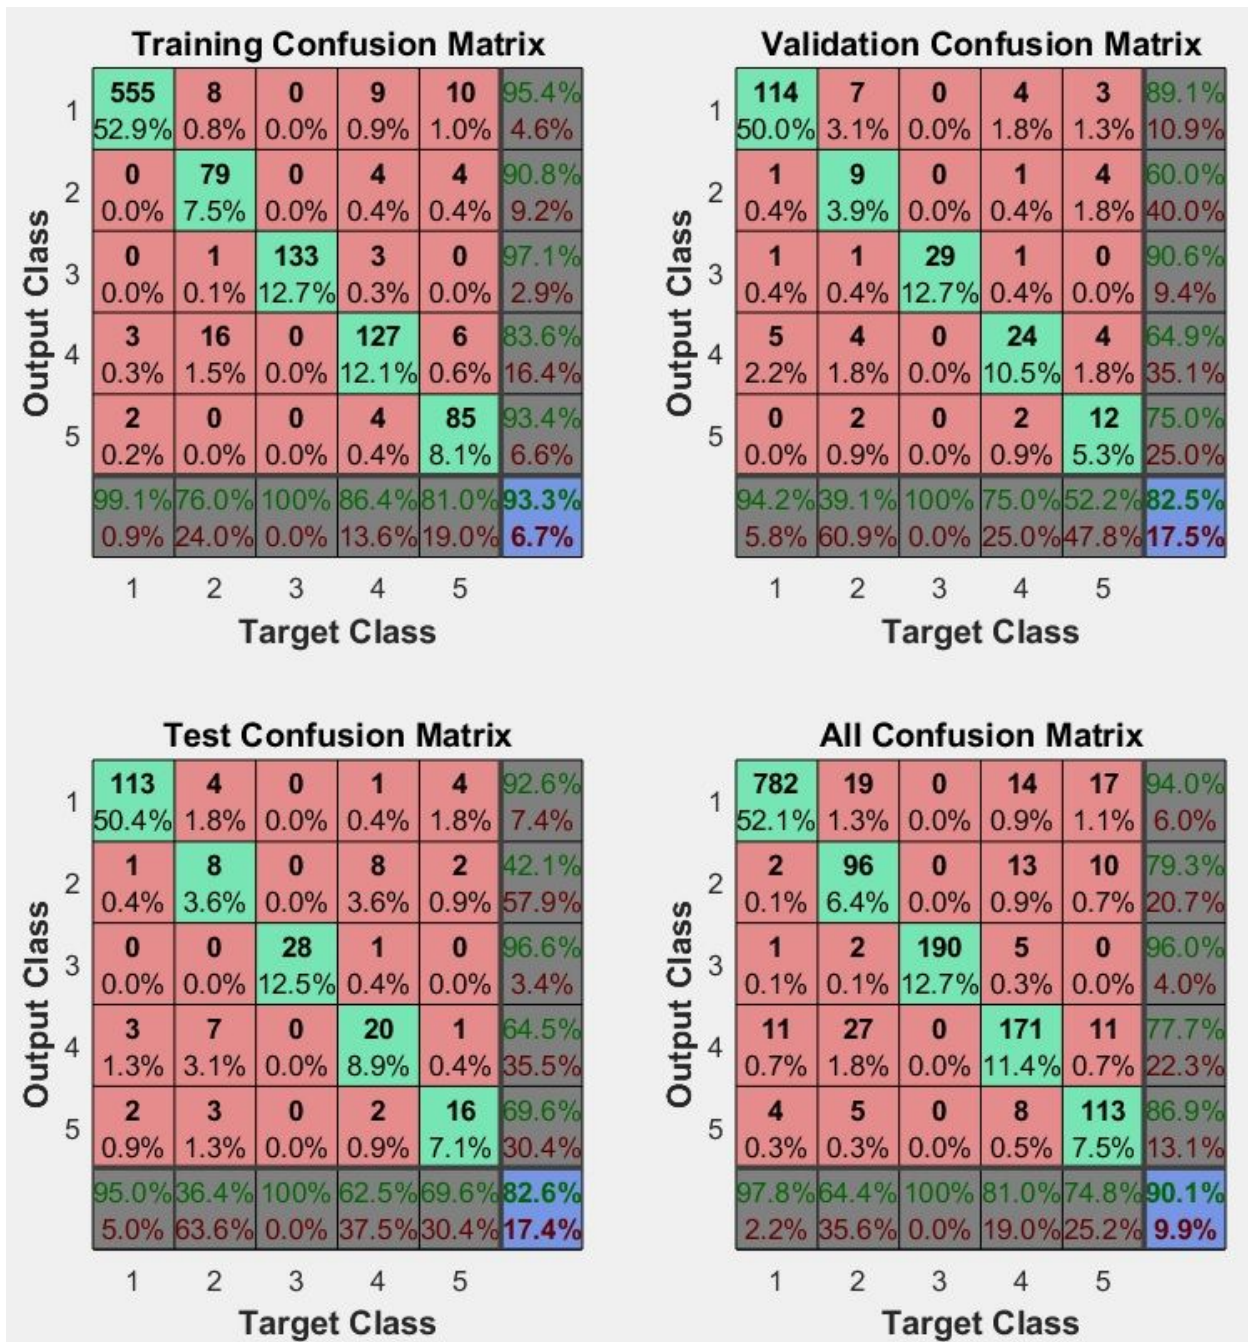 Training Confusion Matrix
555 8 0 9 10 95.4%
1
52.9% 0.8% 0.0% 0.9% 1.0% 4.6%
0 79 0 4 4 90.8%
2
0.0% 7.5% 0.0% 0.4% 0.4% 9.2%
0 1 133 3 0 97.1%
3
0.0% 0.1% 12.7% 0.3% 0.0% 2.9%
3 16 0 127 6 83.6%
4
0.3% 1.5% 0.0% 12.1% 0.6% 16.4%
2 0 0 4 85 93.4%
5
0.2% 0.0% 0.0% 0.4% 8.1% 6.6%
99.1% 76.0% 100% 86.4% 81.0% 93.3%
0.9% 24.0% 0.0% 13.6% 19.0% 6.7%
1 2 3 4 5
Target Class
Output Class
Validation Confusion Matrix
114 7 0 4 3 89.1%
1
50.0% 3.1% 0.0% 1.8% 1.3% 10.9%
1 9 0 1 4 60.0%
2
0.4% 3.9% 0.0% 0.4% 1.8% 40.0%
1 1 29 1 0 90.6%
3
0.4% 0.4% 12.7% 0.4% 0.0% 9.4%
5 4 0 24 4 64.9%
4
2.2% 1.8% 0.0% 10.5% 1.8% 35.1%
0 2 0 2 12 75.0%
5
0.0% 0.9% 0.0% 0.9% 5.3% 25.0%
94.2% 39.1% 100% 75.0% 52.2% 82.5%
5.8% 60.9% 0.0% 25.0% 47.8% 17.5%
1 2 3 4 5
Target Class
Output Class
Test Confusion Matrix
113 4 0 1 4 92.6%
1
50.4% 1.8% 0.0% 0.4% 1.8% 7.4%
1 8 0 8 2 42.1%
2
0.4% 3.6% 0.0% 3.6% 0.9% 57.9%
0 0 28 1 0 96.6%
3
0.0% 0.0% 12.5% 0.4% 0.0% 3.4%
3 7 0 20 1 64.5%
4
1.3% 3.1% 0.0% 8.9% 0.4% 35.5%
2 3 0 2 16 69.6%
5
0.9% 1.3% 0.0% 0.9% 7.1% 30.4%
95.0% 36.4% 100% 62.5% 69.6% 82.6%
5.0% 63.6% 0.0% 37.5% 30.4% 17.4%
1 2 3 4 5
Target Class
Output Class
All Confusion Matrix
782 19 0 14 17 94.0%
1
52.1% 1.3% 0.0% 0.9% 1.1% 6.0%
2 96 0 13 10 79.3%
2
0.1% 6.4% 0.0% 0.9% 0.7% 20.7%
1 2 190 5 0 96.0%
3
0.1% 0.1% 12.7% 0.3% 0.0% 4.0%
11 27 0 171 11 77.7%
4
0.7% 1.8% 0.0% 11.4% 0.7% 22.3%
4 5 0 8 113 86.9%
5
0.3% 0.3% 0.0% 0.5% 7.5% 13.1%
97.8% 64.4% 100% 81.0% 74.8% 90.1%
2.2% 35.6% 0.0% 19.0% 25.2% 9.9%
1 2 3 4 5
Target Class
Output Class